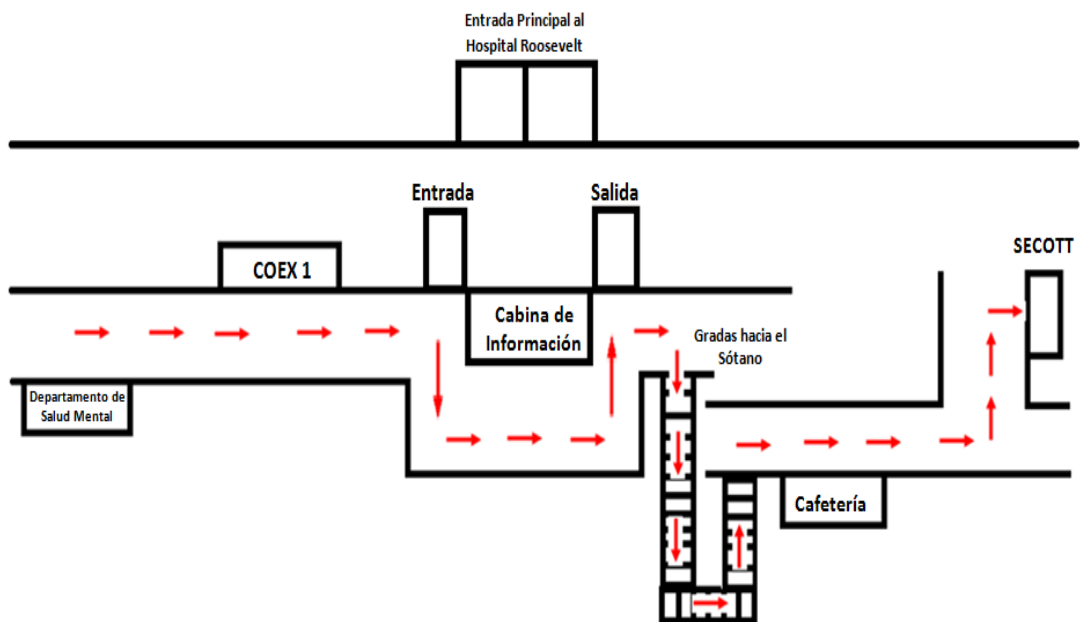 Entrada Principal al
Hospital Roosevelt
Entrada
Salida
SECOTT
COEX 1
Cabina de
Información
Gradas hacia el
Sótano
Departamento de
Salud Mental
Cafetería